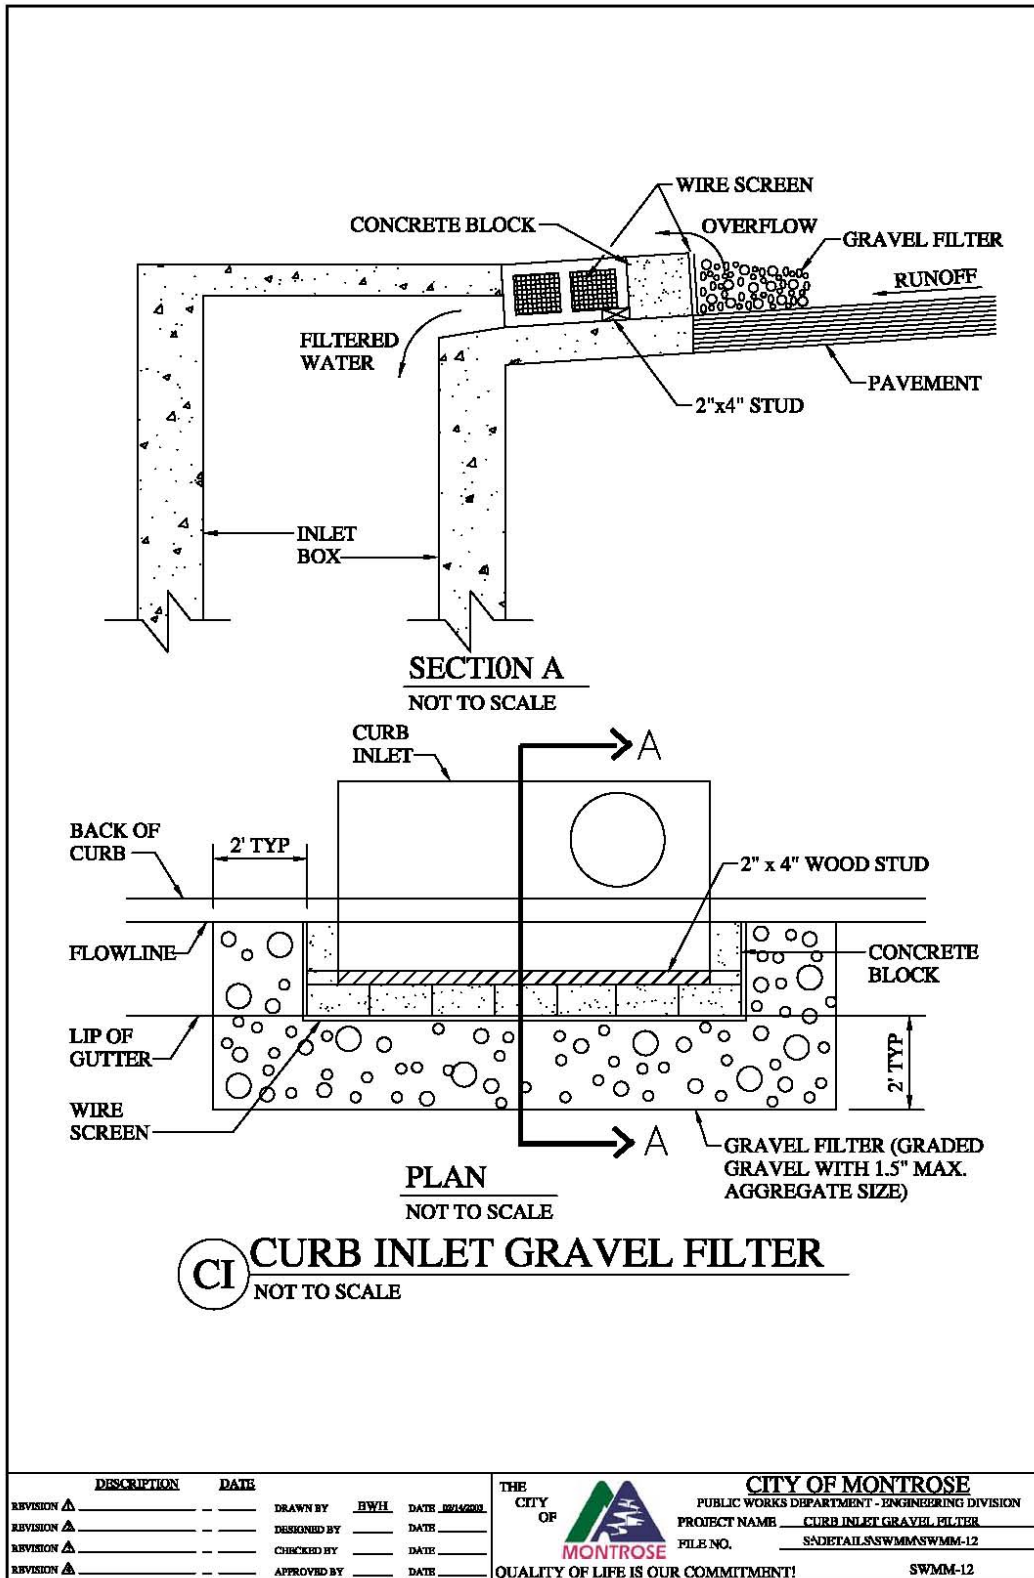 WIRE SCREEN
CONCRETE BLOCK
OVERFLOW
GRAVEL FILTER
RUNOFF
FILTERED
WATER
PAVEMENT
2"x4" STUD
INLET
BOX
SECTION A
NOT TO SCALE
CURB
INLET
A
BACK OF
CURB
2' TYP
2" x 4" WOOD STUD
FLOWLINE
CONCRETE
BLOCK
LIP OF
GUTTER
2' TYP
WIRE
SCREEN
A
GRAVEL FILTER (GRADED
GRAVEL WITH 1.5" MAX.
AGGREGATE SIZE)
PLAN
NOT TO SCALE
CI CURB INLET GRAVEL FILTER
NOT TO SCALE
DESCRIPTION DATE
REVISION 1
REVISION 2
REVISION
REVISION
DRAWN BY BWH DATE 02/14/2003
DESIGNED BY DATE
CHECKED BY DATE
APPROVED BY DATE
THE
CITY
OF
MONTROSE
QUALITY OF LIFE IS OUR COMMITMENT!
CITY OF MONTROSE
PUBLIC WORKS DEPARTMENT - ENGINEERING DIVISION
PROJECT NAME CURB INLET GRAVEL FILTER
FILE NO. S:\DETAILS\SWMM\SWMM-12
SWMM-12